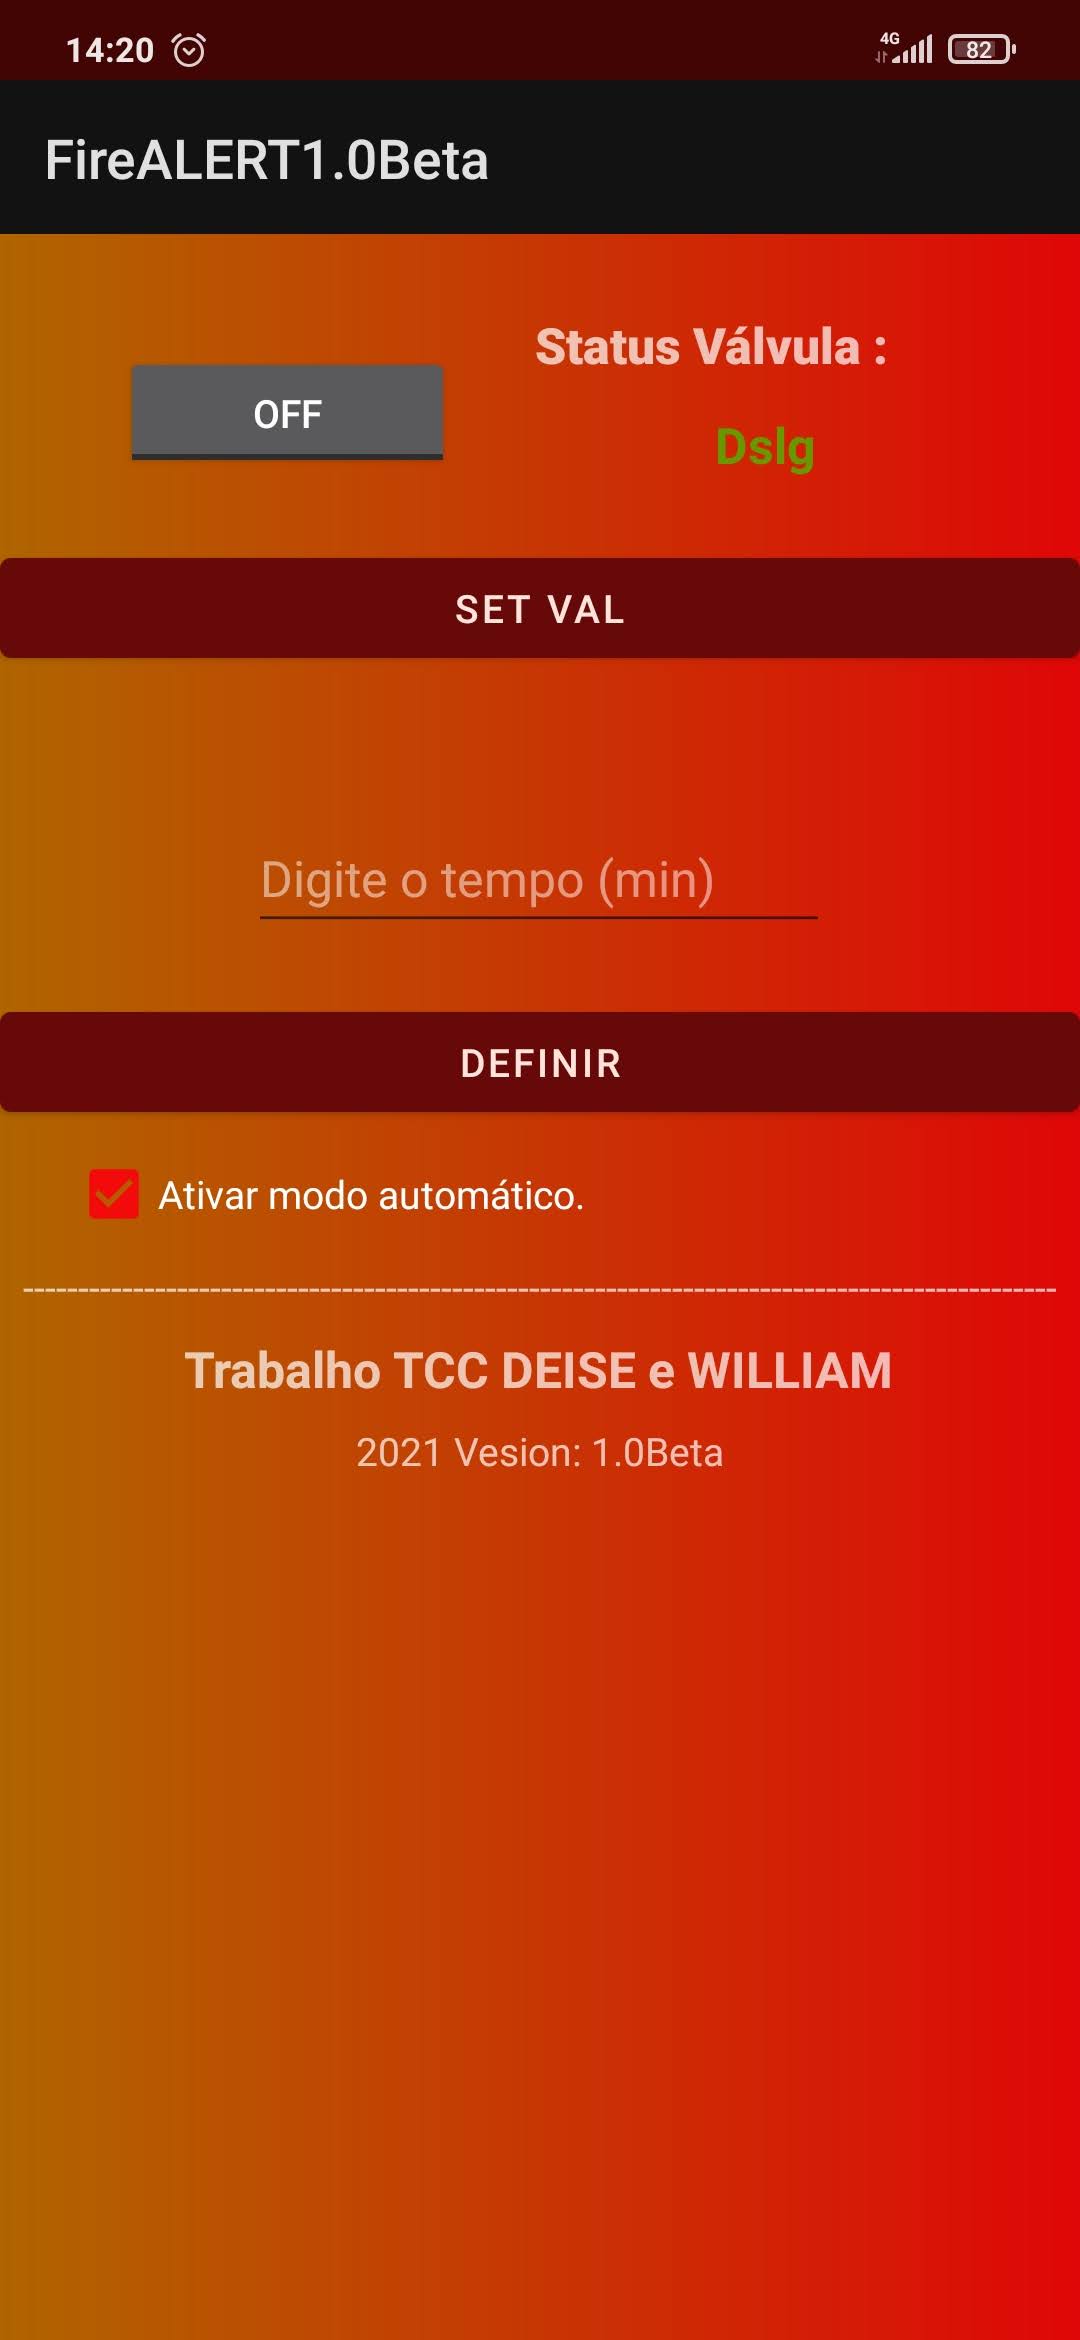 14:20
4G
82
FireALERT1.0Beta
Status Válvula :
OFF
Dslg
SET VAL
Digite o tempo (min)
DEFINIR
Ativar modo automático.
Trabalho TCC DEISE e WILLIAM
2021 Vesion: 1.0Beta